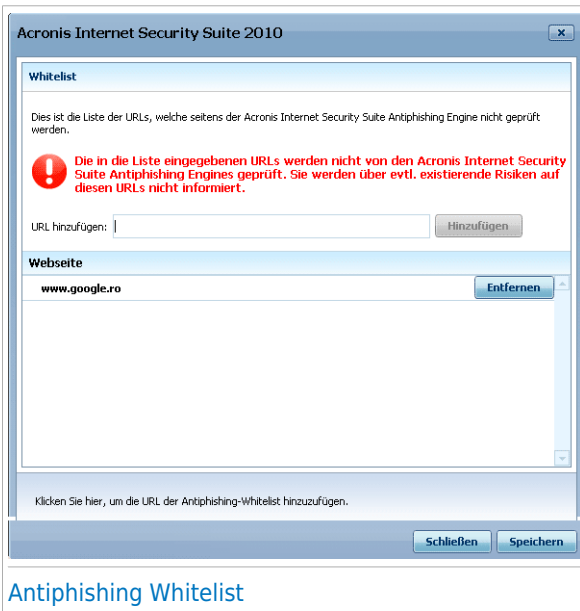 Acronis Internet Security Suite 2010
Whitelist
Dies ist die Liste der URLs, welche seitens der Acronis Internet Security Suite Antiphishing Engine nicht geprüft
werden.
Die in die Liste eingegebenen URLs werden nicht von den Acronis Internet Security
Suite Antiphishing Engines geprüft. Sie werden über evtl. existierende Risiken auf
diesen URLs nicht informiert.
URL hinzufügen:
Hinzufügen
Webseite
www.google.ro
Entfernen
Klicken Sie hier, um die URL der Antiphishing-Whitelist hinzuzufügen.
Schließen
Speichern
Antiphishing Whitelist